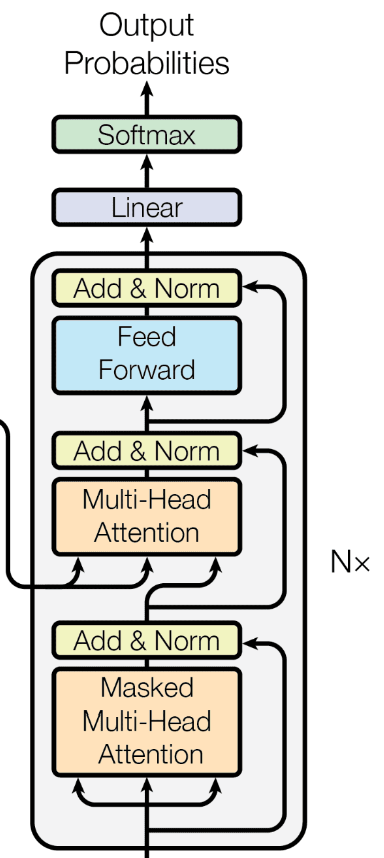 Output
Probabilities
Softmax
Linear
Add & Norm
Feed
Forward
Add & Norm
Multi-Head
Attention
N×
Add & Norm
Masked
Multi-Head
Attention